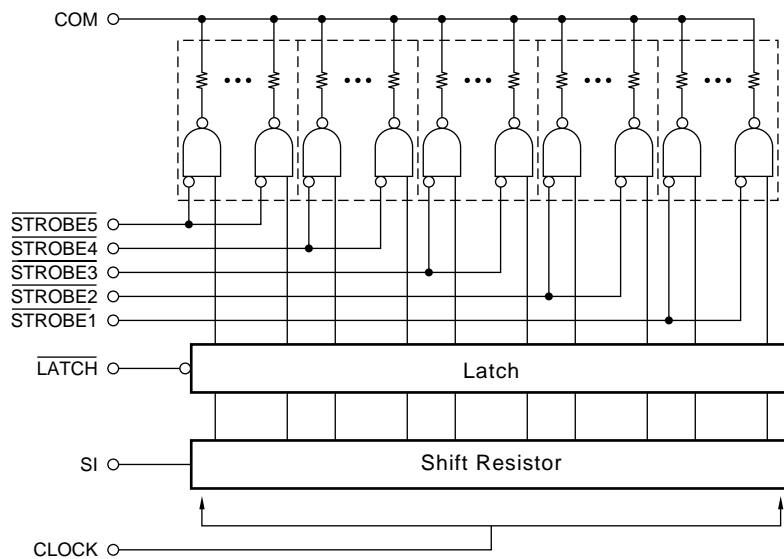 COM
STROBE5
STROBE4
STROBE3
STROBE2
STROBE1
LATCH
Latch
SI
Shift Resistor
CLOCK